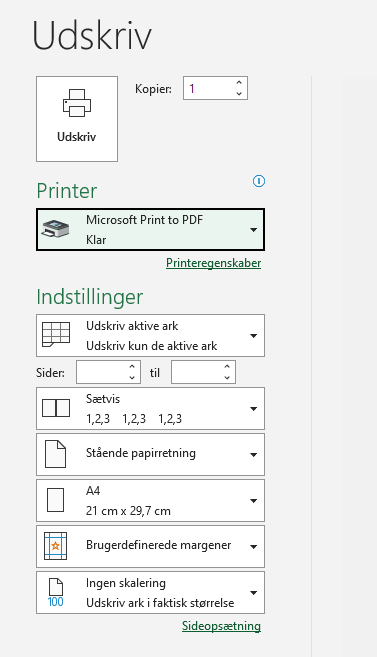 Udskriv
Kopier: 1
Udskriv
Printer
Microsoft Print to PDF
Klar
Printeregenskaber
Indstillinger
Udskriv aktive ark
Udskriv kun de aktive ark
Sider: til
Sætvis
1,2,3 1,2,3 1,2,3
Stående papirretning
A4
21 cm x 29,7 cm
Brugerdefinerede margener
Ingen skalering
100 Udskriv ark i faktisk størrelse
Sideopsætning